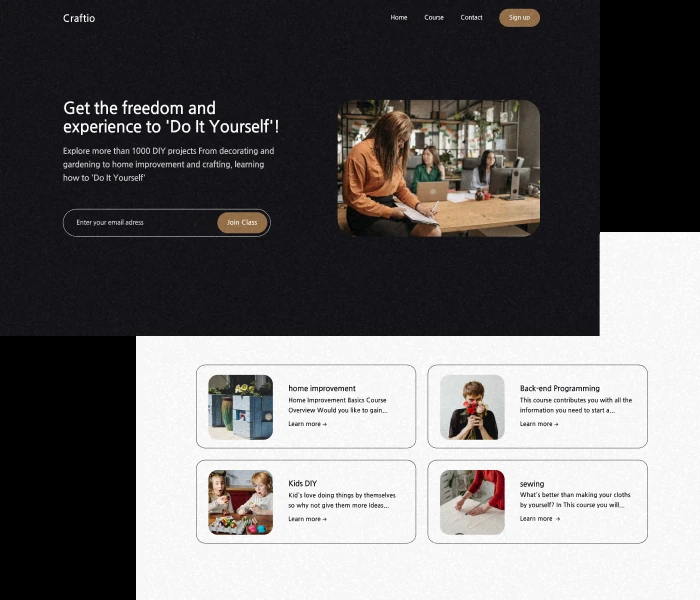 Craftio
Home Course Contact Sign up
Get the freedom and
experience to 'Do It Yourself'!
Explore more than 1000 DIY projects From decorating and
gardening to home improvement and crafting, learning
how to 'Do It Yourself'
Enter your email adress
Join Class
home improvement
Home Improvement Basics Course
Overview Would you like to gain...
Learn more →
Back-end Programming
This course contributes you with all the
information you need to start a...
Learn more →
Kids DIY
Kid's love doing things by themselves
so why not give them more ideas...
Learn more →
sewing
What's better than making your cloths
by yourself? In This course you will...
Learn more →